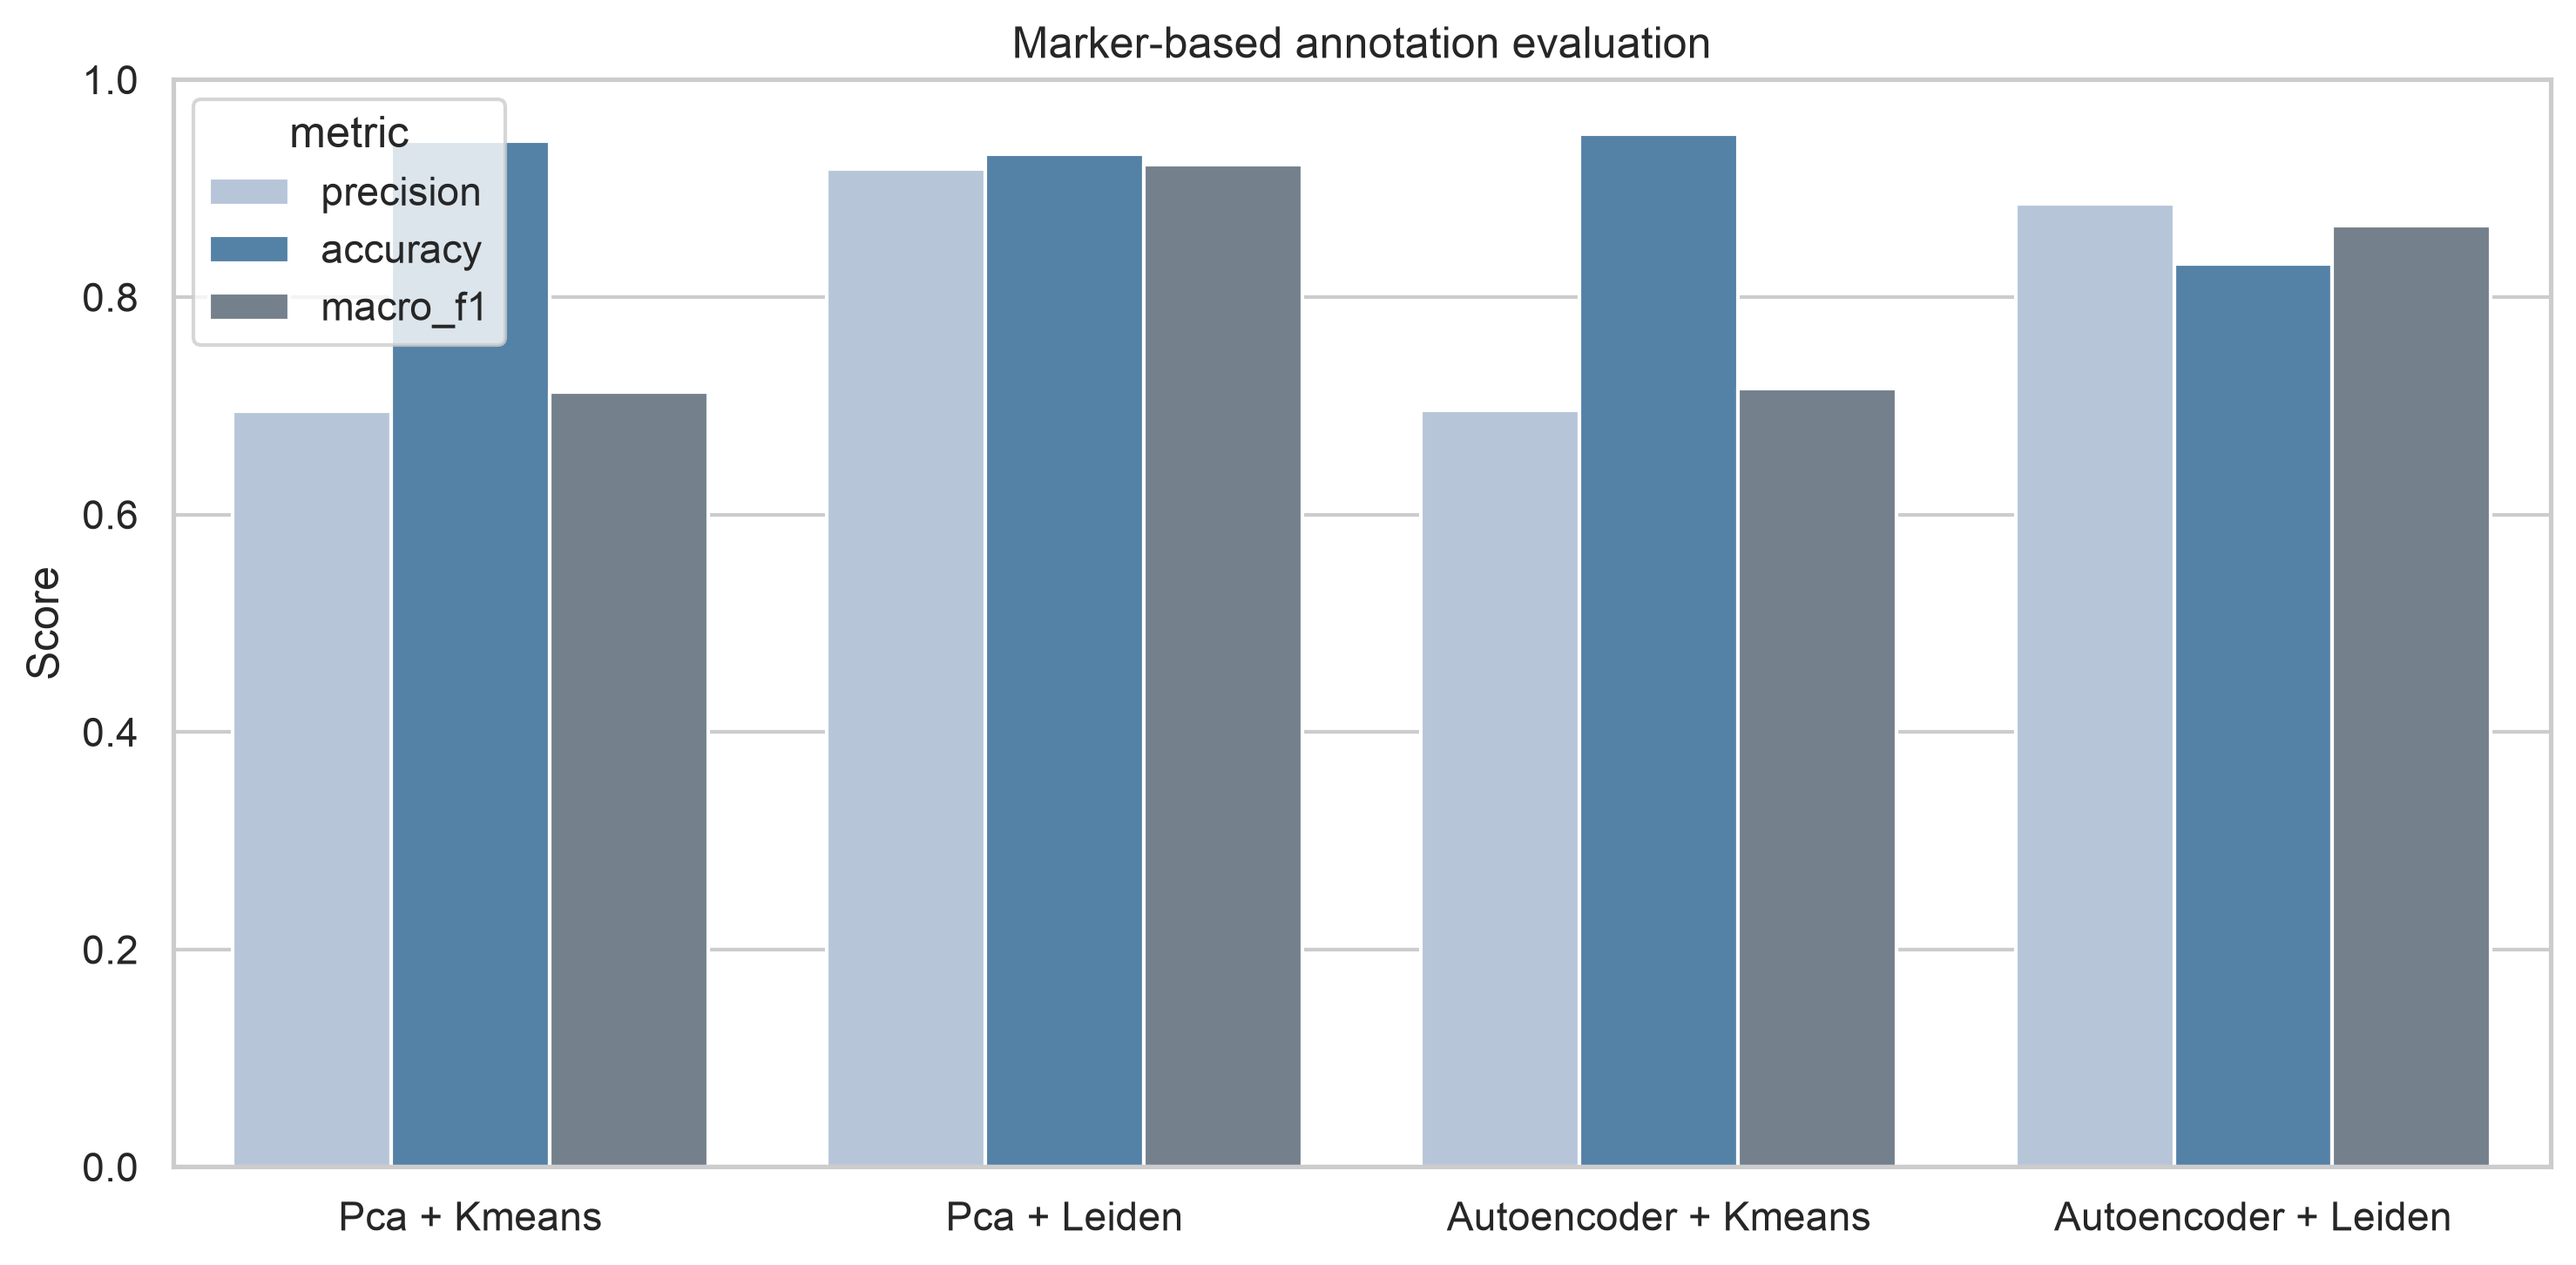 Marker-based annotation evaluation
metric
precision
accuracy
macro_f1
Score
1.0
0.8
0.6
0.4
0.2
0.0
Pca + Kmeans
Pca + Leiden
Autoencoder + Kmeans
Autoencoder + Leiden